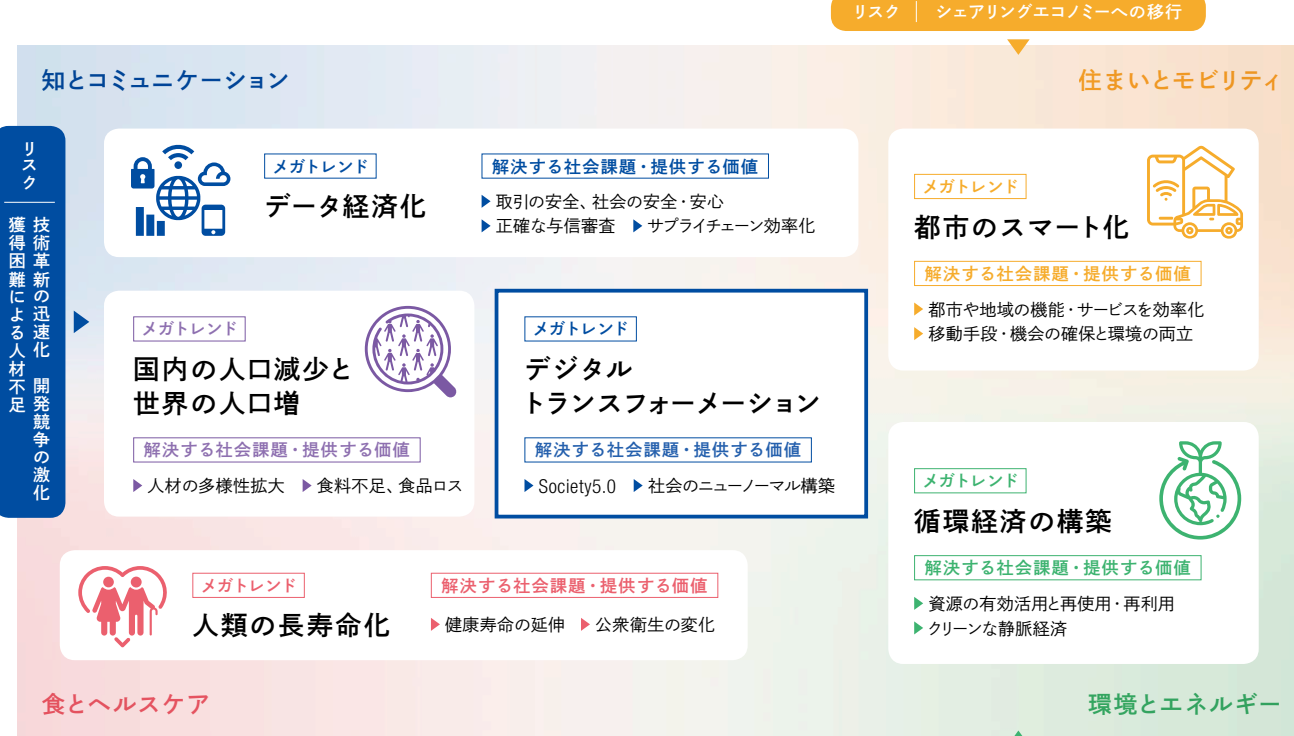 リスク │ シェアリングエコノミーへの移行
知とコミュニケーション
住まいとモビリティ
リスク
技術革新の迅速化 開発競争の激化
獲得困難による人材不足
メガトレンド
データ経済化
解決する社会課題・提供する価値
▶取引の安全、社会の安全・安心
▶正確な与信審査 ▶サプライチェーン効率化
メガトレンド
都市のスマート化
解決する社会課題・提供する価値
▶都市や地域の機能・サービスを効率化
▶移動手段・機会の確保と環境の両立
メガトレンド
国内の人口減少と
世界の人口増
解決する社会課題・提供する価値
▶人材の多様性拡大 ▶食料不足、食品ロス
メガトレンド
デジタル
トランスフォーメーション
解決する社会課題・提供する価値
▶Society5.0 ▶社会のニューノーマル構築
メガトレンド
循環経済の構築
解決する社会課題・提供する価値
▶資源の有効活用と再使用・再利用
▶クリーンな静脈経済
メガトレンド
人類の長寿命化
解決する社会課題・提供する価値
▶健康寿命の延伸 ▶公衆衛生の変化
食とヘルスケア
環境とエネルギー